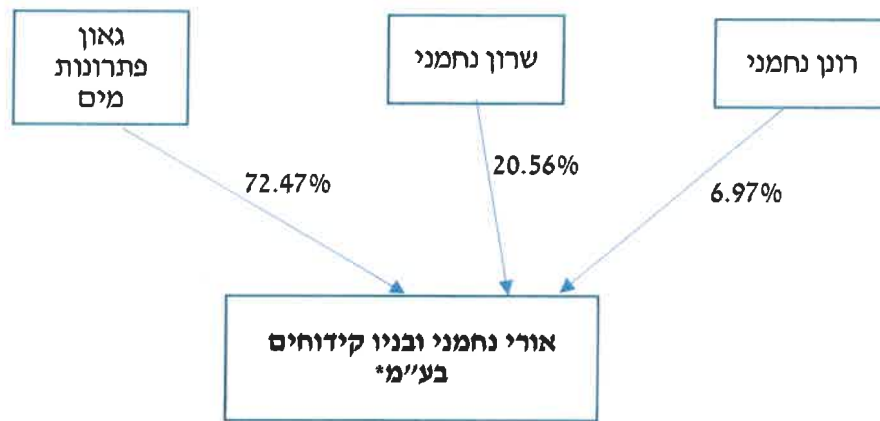 רונן נחמני
שרון נחמני
גאון
פתרונות
מים
6.97%
20.56%
72.47%
אורי נחמני ובניו קידוחים
בע"מ*